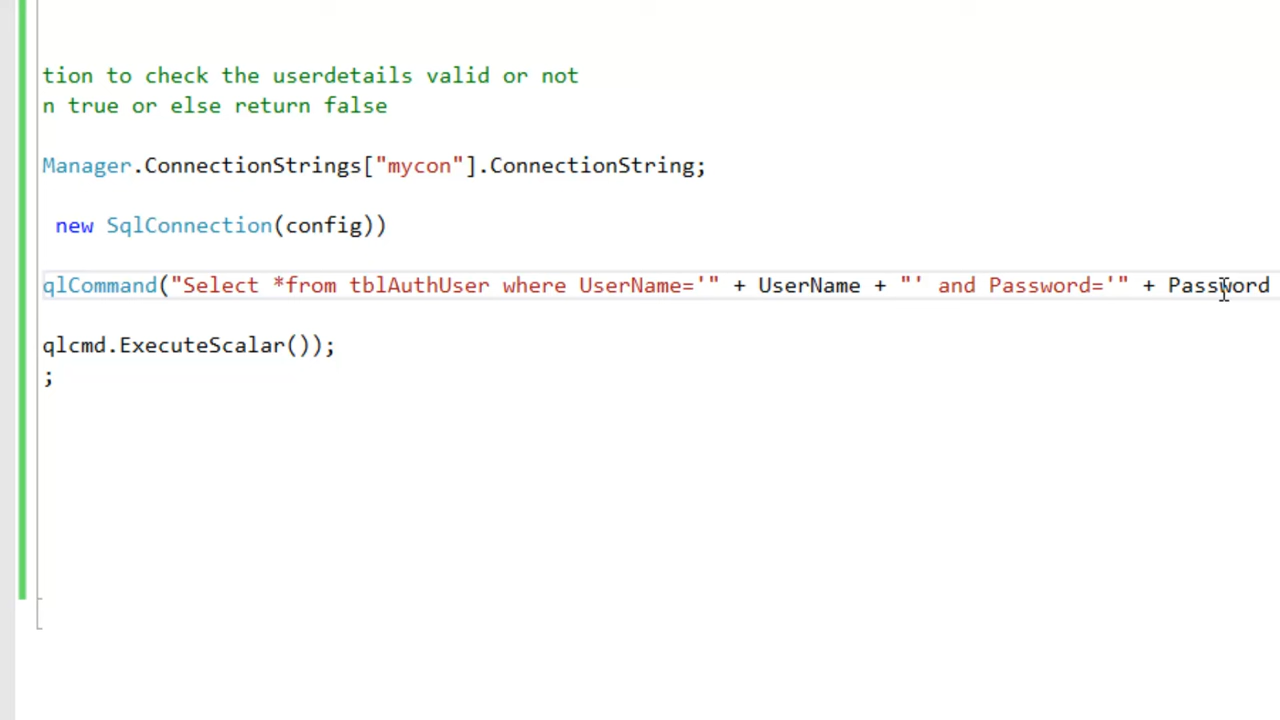 tion to check the userdetails valid or not
n true or else return false
Manager.ConnectionStrings["mycon"].ConnectionString;
new SqlConnection(config))
qlCommand("Select *from tblAuthUser where UserName='" + UserName + "' and Password='" + Password
qlcmd.ExecuteScalar());
;